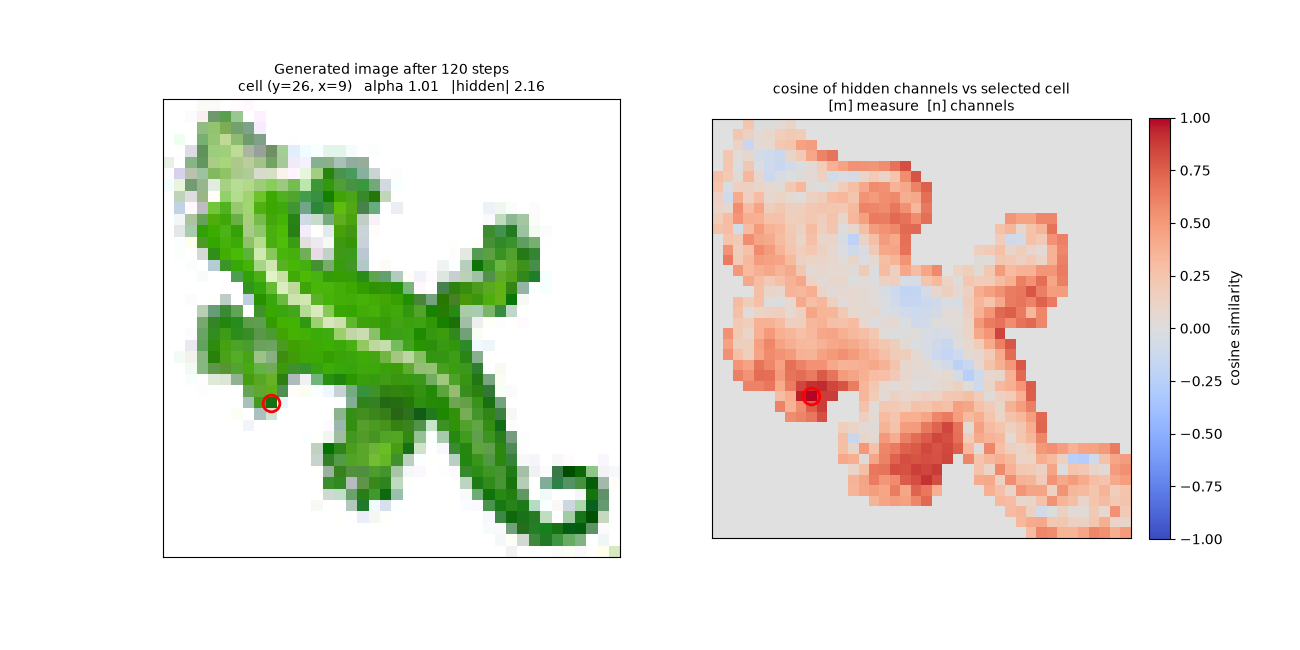 Generated image after 120 steps
cell (y=26, x=9)   alpha 1.01   |hidden| 2.16
cosine of hidden channels vs selected cell
[m] measure  [n] channels
1.00
0.75
0.50
0.25
0.00
−0.25
−0.50
−0.75
−1.00
cosine similarity